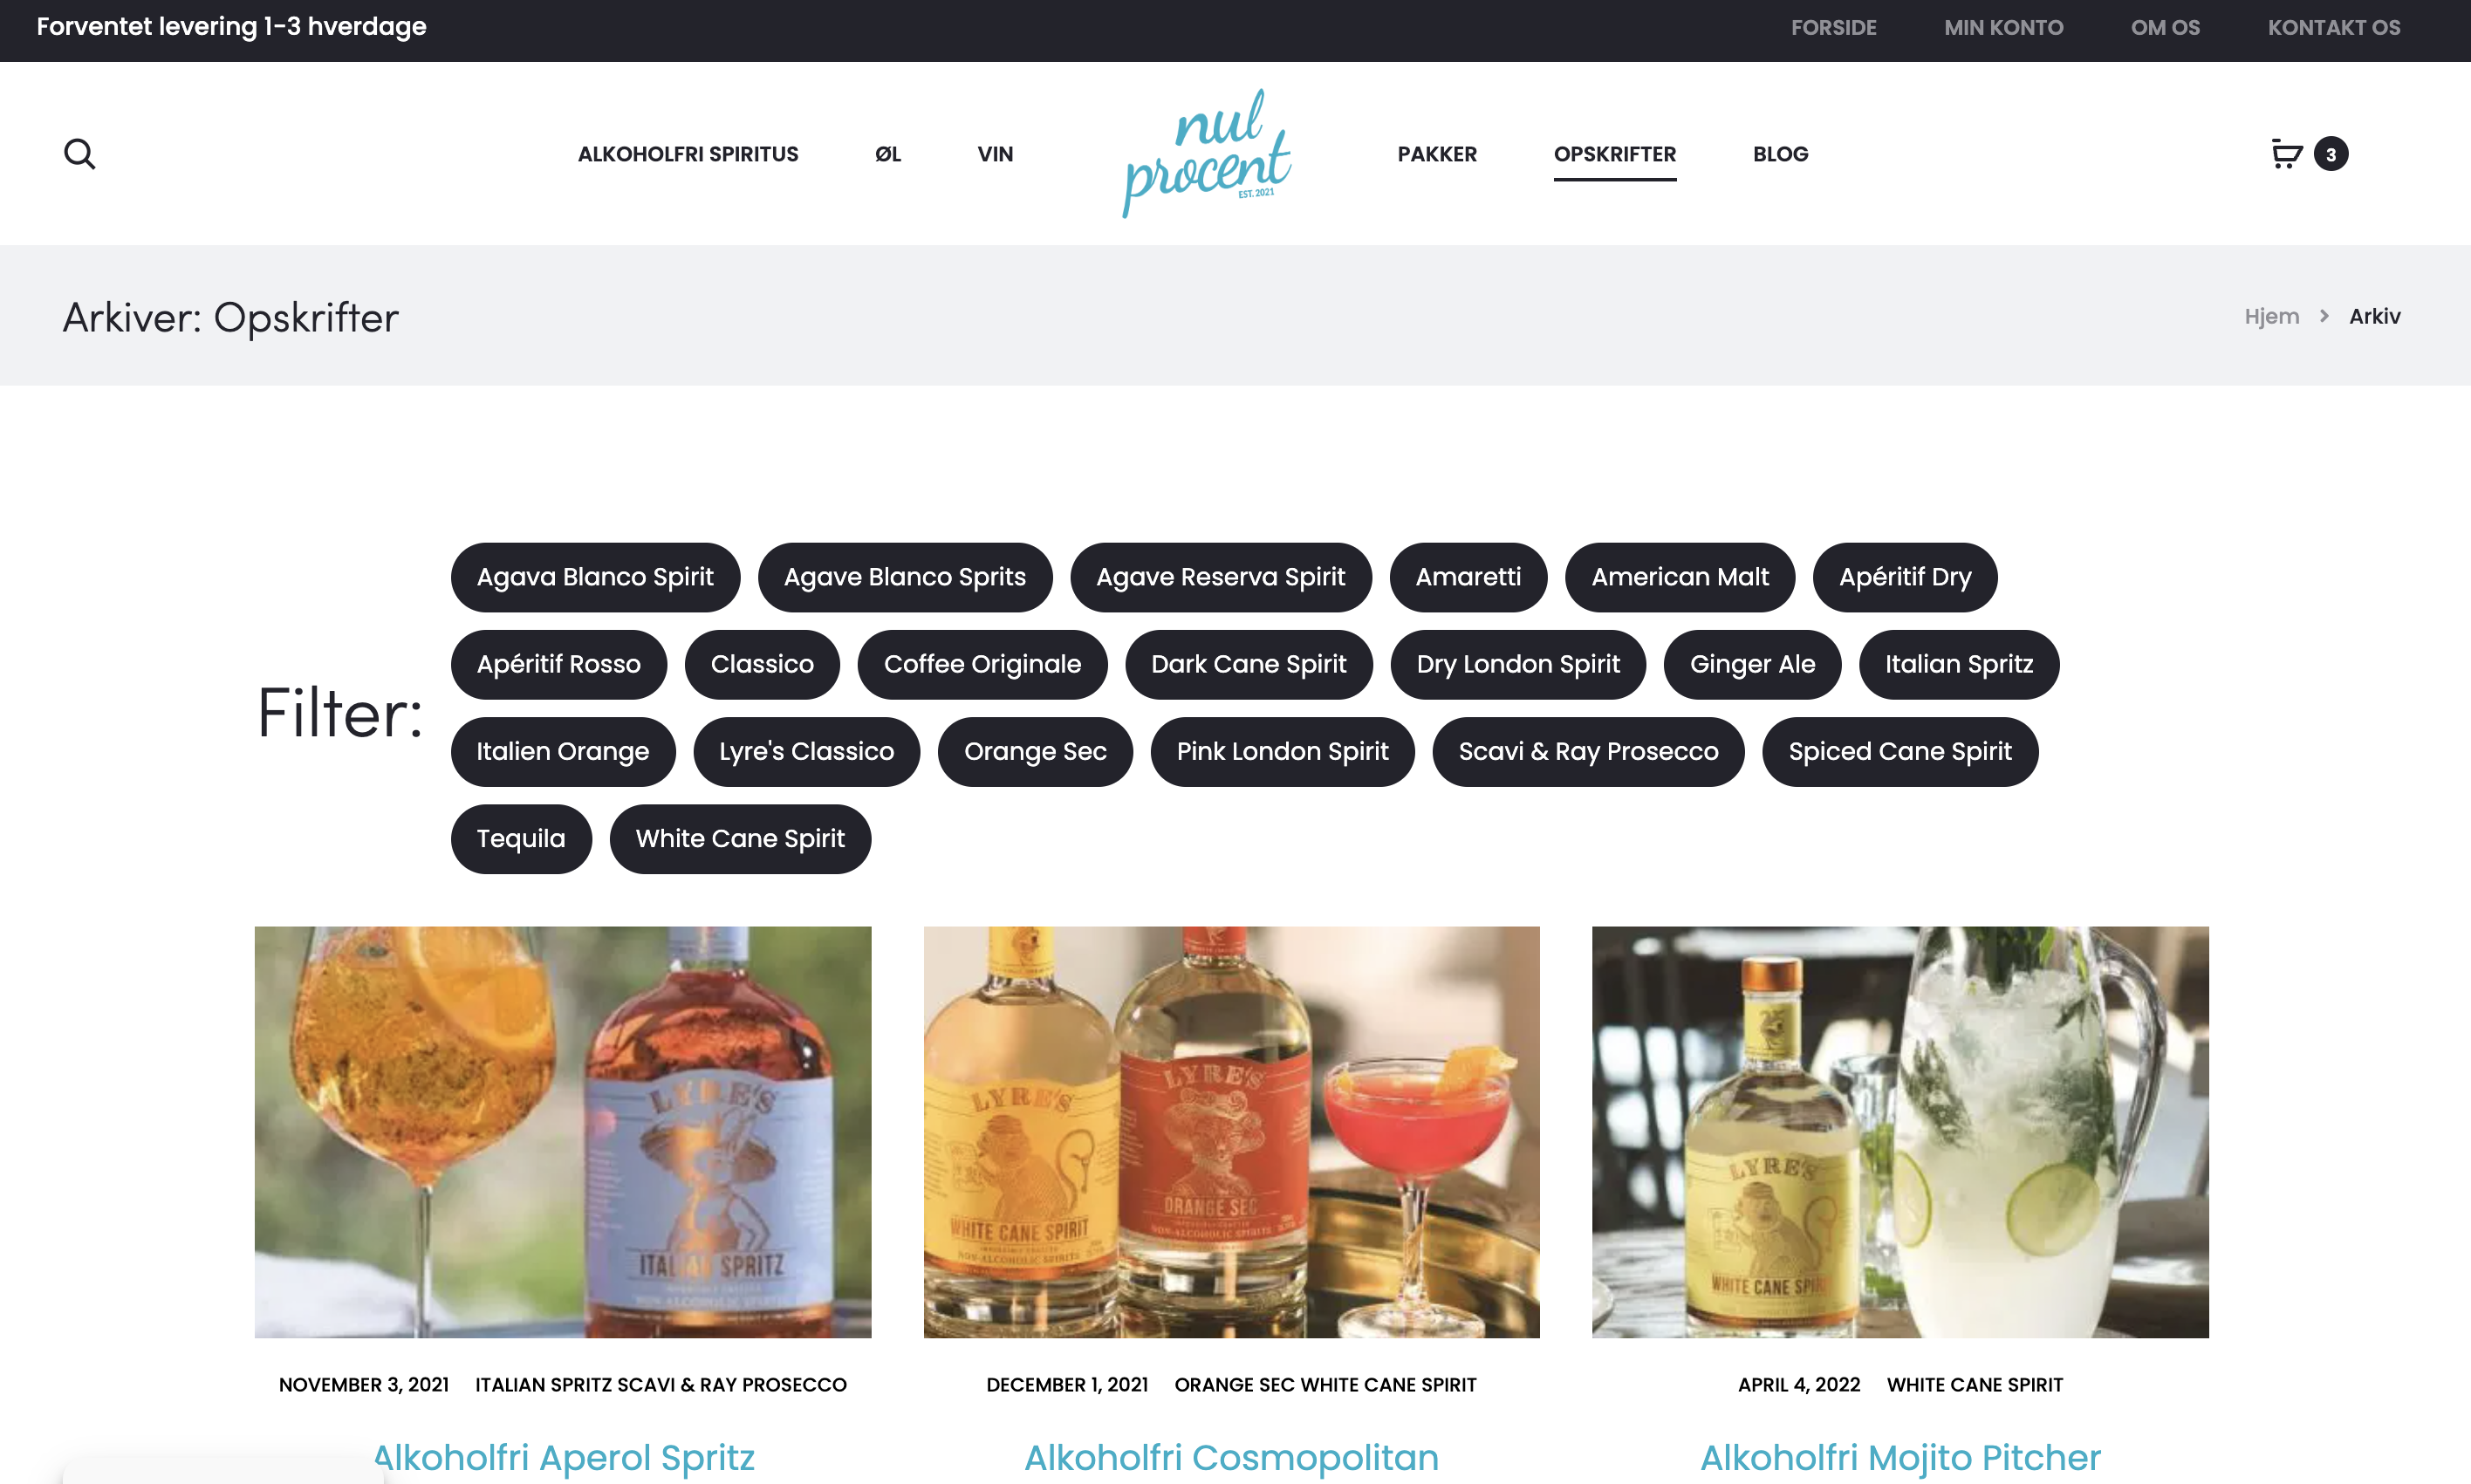 Forventet levering 1-3 hverdage
FORSIDE MIN KONTO OM OS KONTAKT OS
ALKOHOLFRI SPIRITUS ØL VIN
nul
procent
EST. 2021
PAKKER OPSKRIFTER BLOG
3
Arkiver: Opskrifter
Hjem > Arkiv
Filter:
Agava Blanco Spirit Agave Blanco Sprits Agave Reserva Spirit Amaretti American Malt Apéritif Dry
Apéritif Rosso Classico Coffee Originale Dark Cane Spirit Dry London Spirit Ginger Ale Italian Spritz
Italien Orange Lyre's Classico Orange Sec Pink London Spirit Scavi & Ray Prosecco Spiced Cane Spirit
Tequila White Cane Spirit
LYRE'S
ITALIAN SPRITZ
NON-ALCOHOLIC SPIRITS
LYRE'S
WHITE CANE SPIRIT
NON-ALCOHOLIC SPIRITS
LYRE'S
ORANGE SEC
NON-ALCOHOLIC SPIRITS
LYRE'S
WHITE CANE SPIRIT
NOVEMBER 3, 2021 ITALIAN SPRITZ SCAVI & RAY PROSECCO
Alkoholfri Aperol Spritz
DECEMBER 1, 2021 ORANGE SEC WHITE CANE SPIRIT
Alkoholfri Cosmopolitan
APRIL 4, 2022 WHITE CANE SPIRIT
Alkoholfri Mojito Pitcher